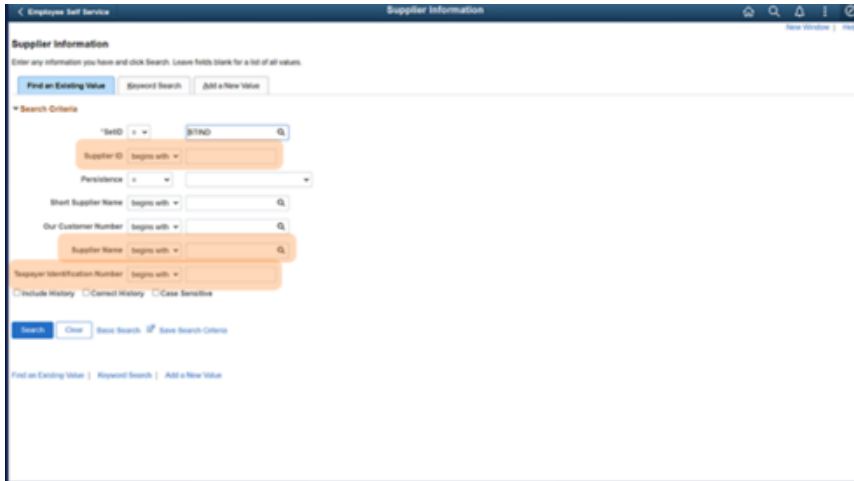 Employee Self Service
Supplier Information
New Window |
Supplier Information
Enter any information you have and click Search. Leave fields blank for a list of all values.
Find an Existing Value
Keyword Search
Add a New Value
Search Criteria
*SetID = STIND
Supplier ID begins with
Persistence =
Short Supplier Name begins with
Our Customer Number begins with
Supplier Name begins with
Taxpayer Identification Number begins with
Include History Correct History Case Sensitive
Search Clear Basic Search Save Search Criteria
Find an Existing Value | Keyword Search | Add a New Value